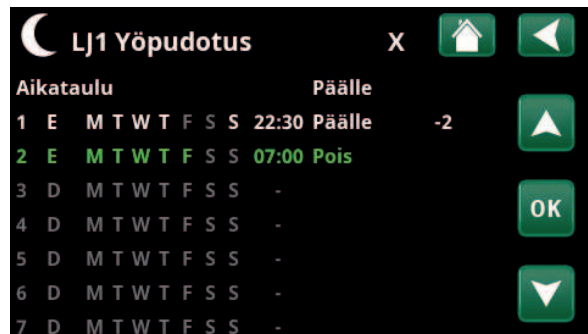 LJ1 Yöpudotus X
Aikataulu Päälle
1 E M T W T F S S 22:30 Päälle -2
2 E M T W T F S S 07:00 Pois
3 D M T W T F S S -
4 D M T W T F S S -
5 D M T W T F S S -
6 D M T W T F S S -
7 D M T W T F S S -
OK